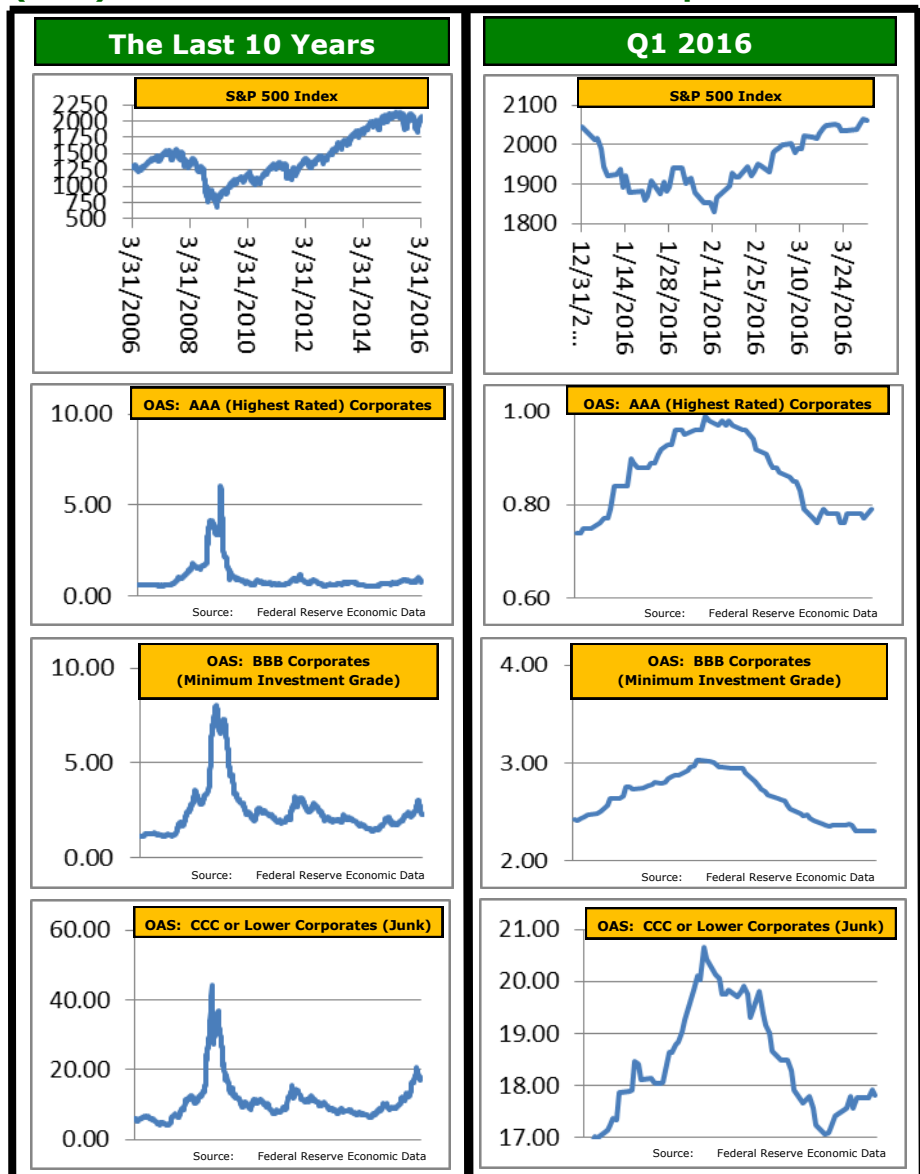 The Last 10 Years
Q1 2016
S&P 500 Index
2250
2000
1750
1500
1250
1000
750
500
3/31/2006
3/31/2008
3/31/2010
3/31/2012
3/31/2014
3/31/2016
S&P 500 Index
2100
2000
1900
1800
12/31/2...
1/14/2016
1/28/2016
2/11/2016
2/25/2016
3/10/2016
3/24/2016
OAS: AAA (Highest Rated) Corporates
10.00
5.00
0.00
Source: Federal Reserve Economic Data
OAS: AAA (Highest Rated) Corporates
1.00
0.80
0.60
Source: Federal Reserve Economic Data
OAS: BBB Corporates
(Minimum Investment Grade)
10.00
5.00
0.00
Source: Federal Reserve Economic Data
OAS: BBB Corporates
(Minimum Investment Grade)
4.00
3.00
2.00
Source: Federal Reserve Economic Data
OAS: CCC or Lower Corporates (Junk)
60.00
40.00
20.00
0.00
Source: Federal Reserve Economic Data
OAS: CCC or Lower Corporates (Junk)
21.00
20.00
19.00
18.00
17.00
Source: Federal Reserve Economic Data